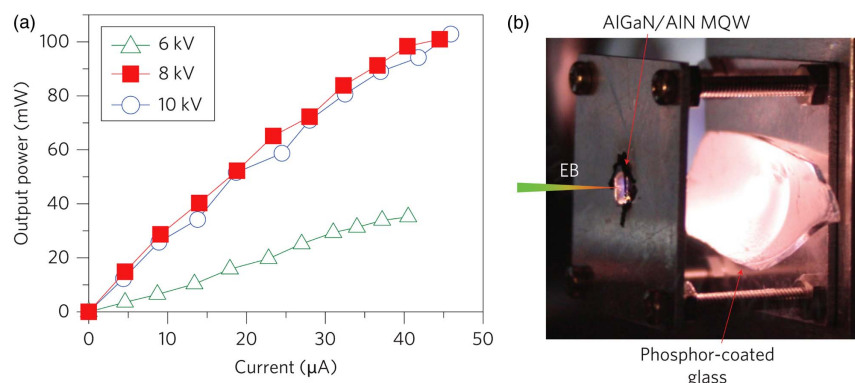 (a)
6 kV
8 kV
10 kV
Output power (mW)
100
80
60
40
20
0
0
10
20
30
40
50
Current (μA)
(b)
AlGaN/AlN MQW
EB
Phosphor-coated
glass